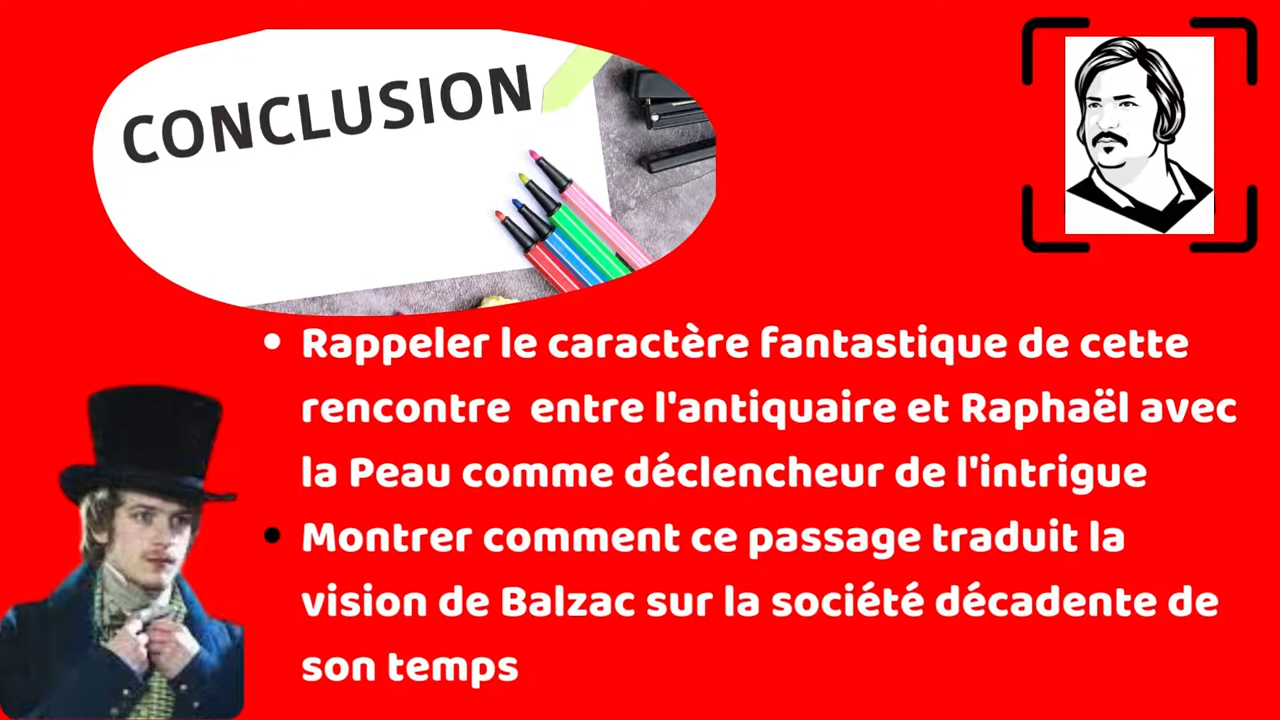 CONCLUSION
Rappeler le caractère fantastique de cette
rencontre entre l'antiquaire et Raphaël avec
la Peau comme déclencheur de l'intrigue
Montrer comment ce passage traduit la
vision de Balzac sur la société décadente de
son temps